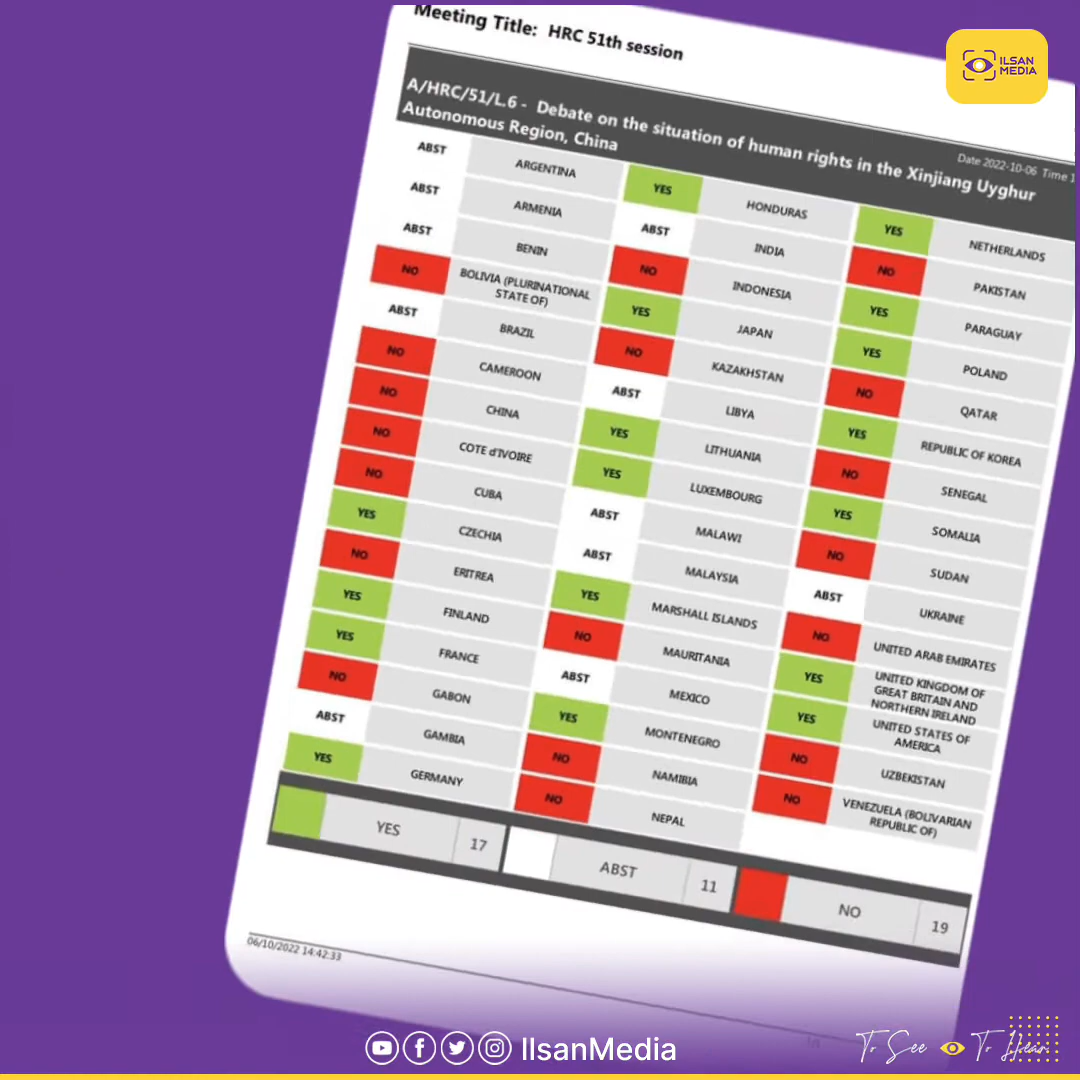 Meeting Title: HRC 51th session
ILSAN
MEDIA
Date 2022-10-06 Time 1
A/HRC/51/L.6 - Debate on the situation of human rights in the Xinjiang Uyghur
Autonomous Region, China
ABST ARGENTINA
ABST ARMENIA
ABST BENIN
NO BOLIVIA (PLURINATIONAL
STATE OF)
ABST BRAZIL
NO CAMEROON
NO CHINA
NO COTE d'IVOIRE
NO CUBA
YES CZECHIA
NO ERITREA
YES FINLAND
YES FRANCE
NO GABON
ABST GAMBIA
YES GERMANY
YES HONDURAS
ABST INDIA
NO INDONESIA
YES JAPAN
NO KAZAKHSTAN
ABST LIBYA
YES LITHUANIA
YES LUXEMBOURG
ABST MALAWI
ABST MALAYSIA
YES MARSHALL ISLANDS
NO MAURITANIA
ABST MEXICO
YES MONTENEGRO
NO NAMIBIA
NO NEPAL
YES NETHERLANDS
NO PAKISTAN
YES PARAGUAY
YES POLAND
NO QATAR
YES REPUBLIC OF KOREA
NO SENEGAL
YES SOMALIA
NO SUDAN
ABST UKRAINE
NO UNITED ARAB EMIRATES
YES UNITED KINGDOM OF
GREAT BRITAIN AND
NORTHERN IRELAND
YES UNITED STATES OF
AMERICA
NO UZBEKISTAN
NO VENEZUELA (BOLIVARIAN
REPUBLIC OF)
YES 17 ABST 11 NO 19
06/10/2022 14:42:33
IlsanMedia
To See To Hear